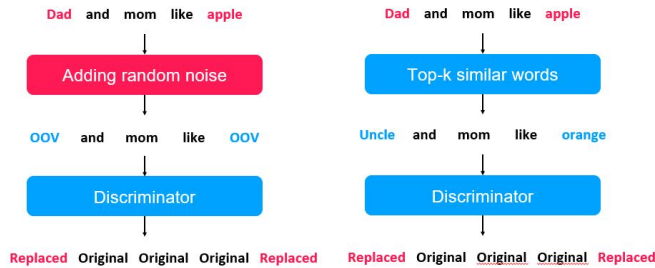 Dad and mom like apple
Adding random noise
OOV and mom like OOV
Discriminator
Replaced Original Original Original Replaced
Dad and mom like apple
Top-k similar words
Uncle and mom like orange
Discriminator
Replaced Original Original Original Replaced